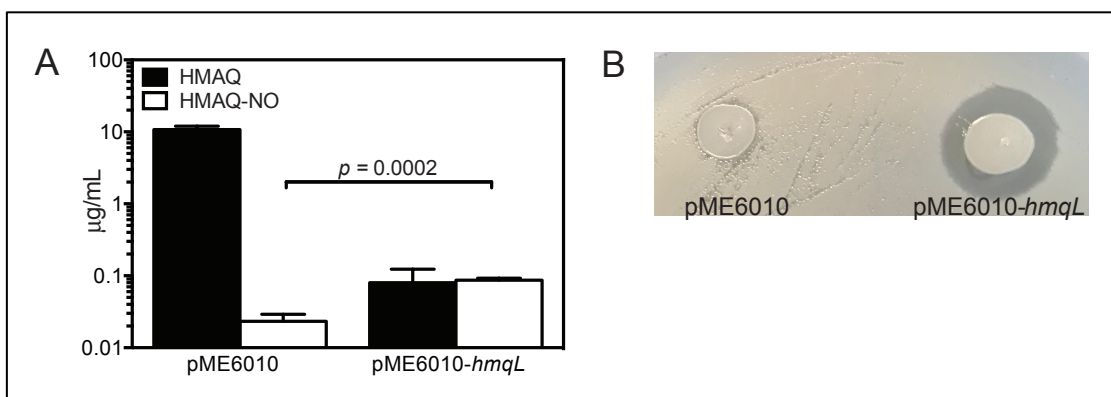 A
100
10
1
0.1
0.01
µg/mL
HMAQ
HMAQ-NO
p = 0.0002
pME6010
pME6010-hmqL
B
pME6010
pME6010-hmqL